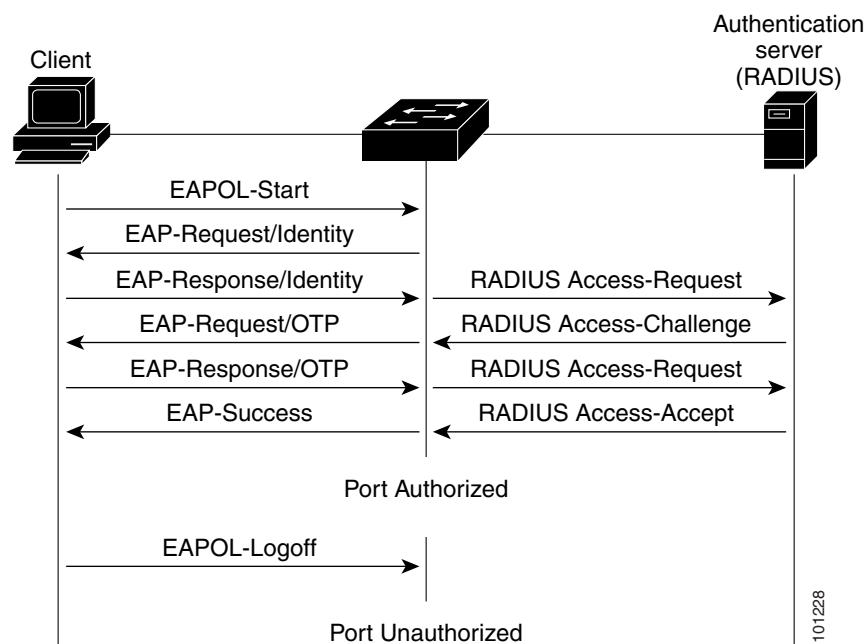 Authentication
server
(RADIUS)
Client
EAPOL-Start
EAP-Request/Identity
EAP-Response/Identity
RADIUS Access-Request
EAP-Request/OTP
RADIUS Access-Challenge
EAP-Response/OTP
RADIUS Access-Request
EAP-Success
RADIUS Access-Accept
Port Authorized
EAPOL-Logoff
Port Unauthorized
101228